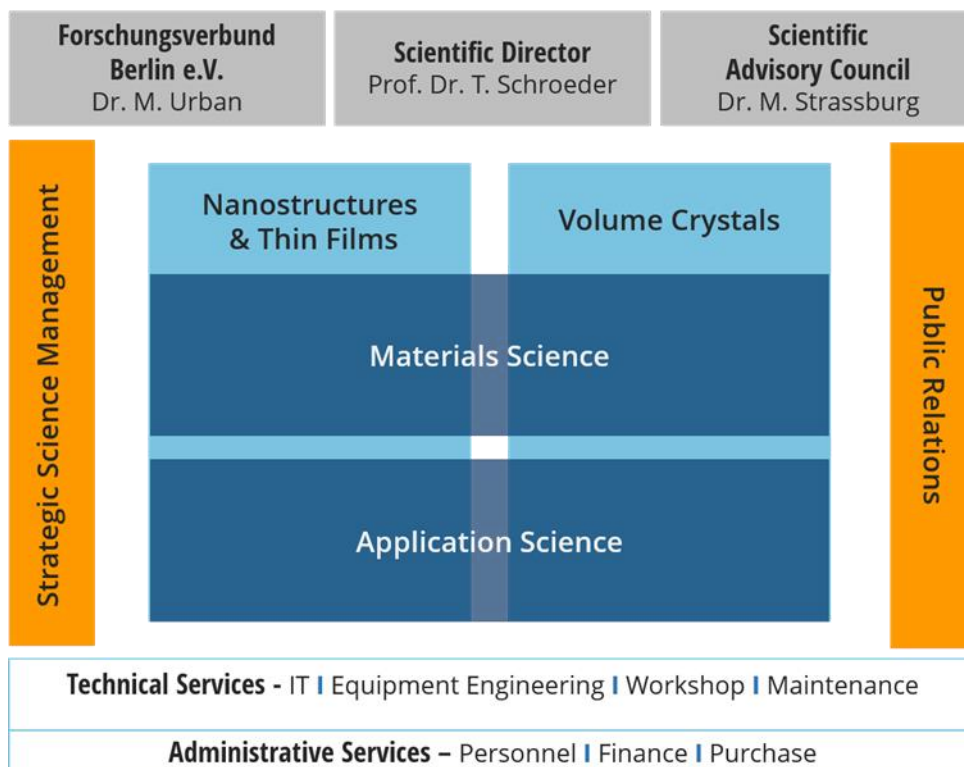 Forschungsverbund
Berlin e.V.
Dr. M. Urban
Scientific Director
Prof. Dr. T. Schroeder
Scientific
Advisory Council
Dr. M. Strassburg
Strategic Science Management
Nanostructures
& Thin Films
Volume Crystals
Materials Science
Application Science
Public Relations
Technical Services - IT I Equipment Engineering I Workshop I Maintenance
Administrative Services – Personnel I Finance I Purchase